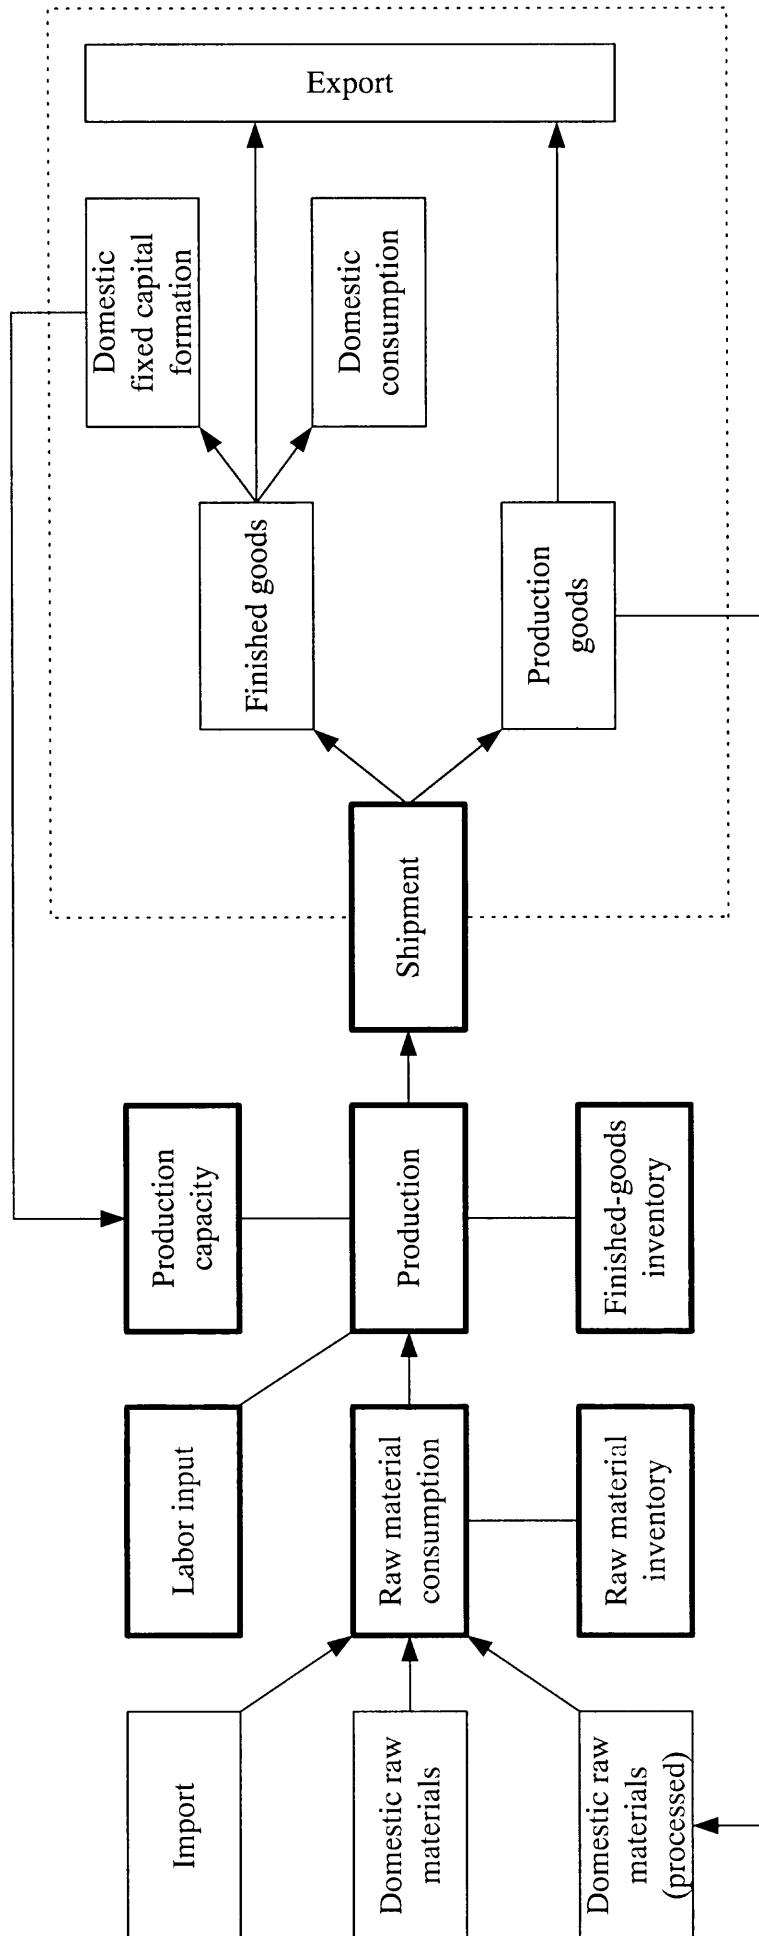 Export
Domestic
fixed capital
formation
Domestic
consumption
Finished goods
Production
goods
Shipment
Production
capacity
Production
Finished-goods
inventory
Labor input
Raw material
consumption
Raw material
inventory
Import
Domestic raw
materials
Domestic raw
materials
(processed)